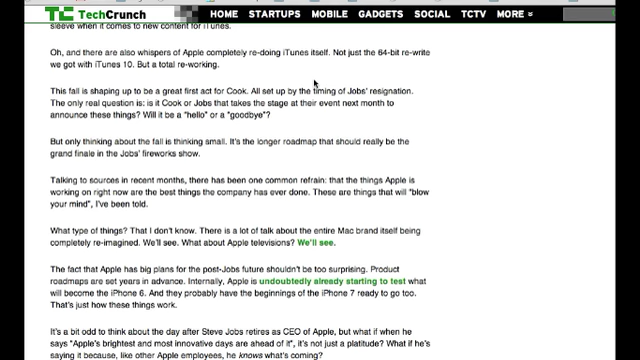 TechCrunch HOME STARTUPS MOBILE GADGETS SOCIAL TCTV MORE
sleeve when it comes to new content for iTunes.
Oh, and there are also whispers of Apple completely re-doing iTunes itself. Not just the 64-bit re-write
we got with iTunes 10. But a total re-working.
This fall is shaping up to be a great first act for Cook. All set up by the timing of Jobs' resignation.
The only real question is: is it Cook or Jobs that takes the stage at their event next month to
announce these things? Will it be a "hello" or a "goodbye"?
But only thinking about the fall is thinking small. It's the longer roadmap that should really be the
grand finale in the Jobs' fireworks show.
Talking to sources in recent months, there has been one common refrain: that the things Apple is
working on right now are the best things the company has ever done. These are things that will "blow
your mind", I've been told.
What type of things? That I don't know. There is a lot of talk about the entire Mac brand itself being
completely re-imagined. We'll see. What about Apple televisions? We'll see.
The fact that Apple has big plans for the post-Jobs future shouldn't be too surprising. Product
roadmaps are set years in advance. Internally, Apple is undoubtedly already starting to test what
will become the iPhone 6. And they probably have the beginnings of the iPhone 7 ready to go too.
That's just how these things work.
It's a bit odd to think about the day after Steve Jobs retires as CEO of Apple, but what if when he
says "Apple's brightest and most innovative days are ahead of it", it's not just a platitude? What if he's
saying it because, like other Apple employees, he knows what's coming?